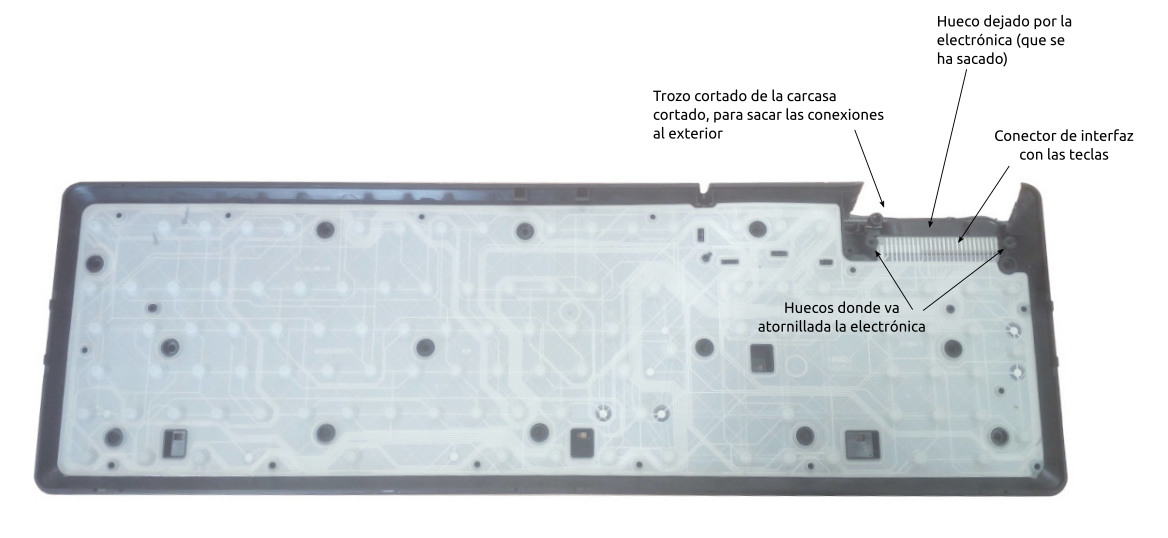 Hueco dejado por la
electrónica (que se
ha sacado)
Trozo cortado de la carcasa
cortado, para sacar las conexiones
al exterior
Conector de interfaz
con las teclas
Huecos donde va
atornillada la electrónica